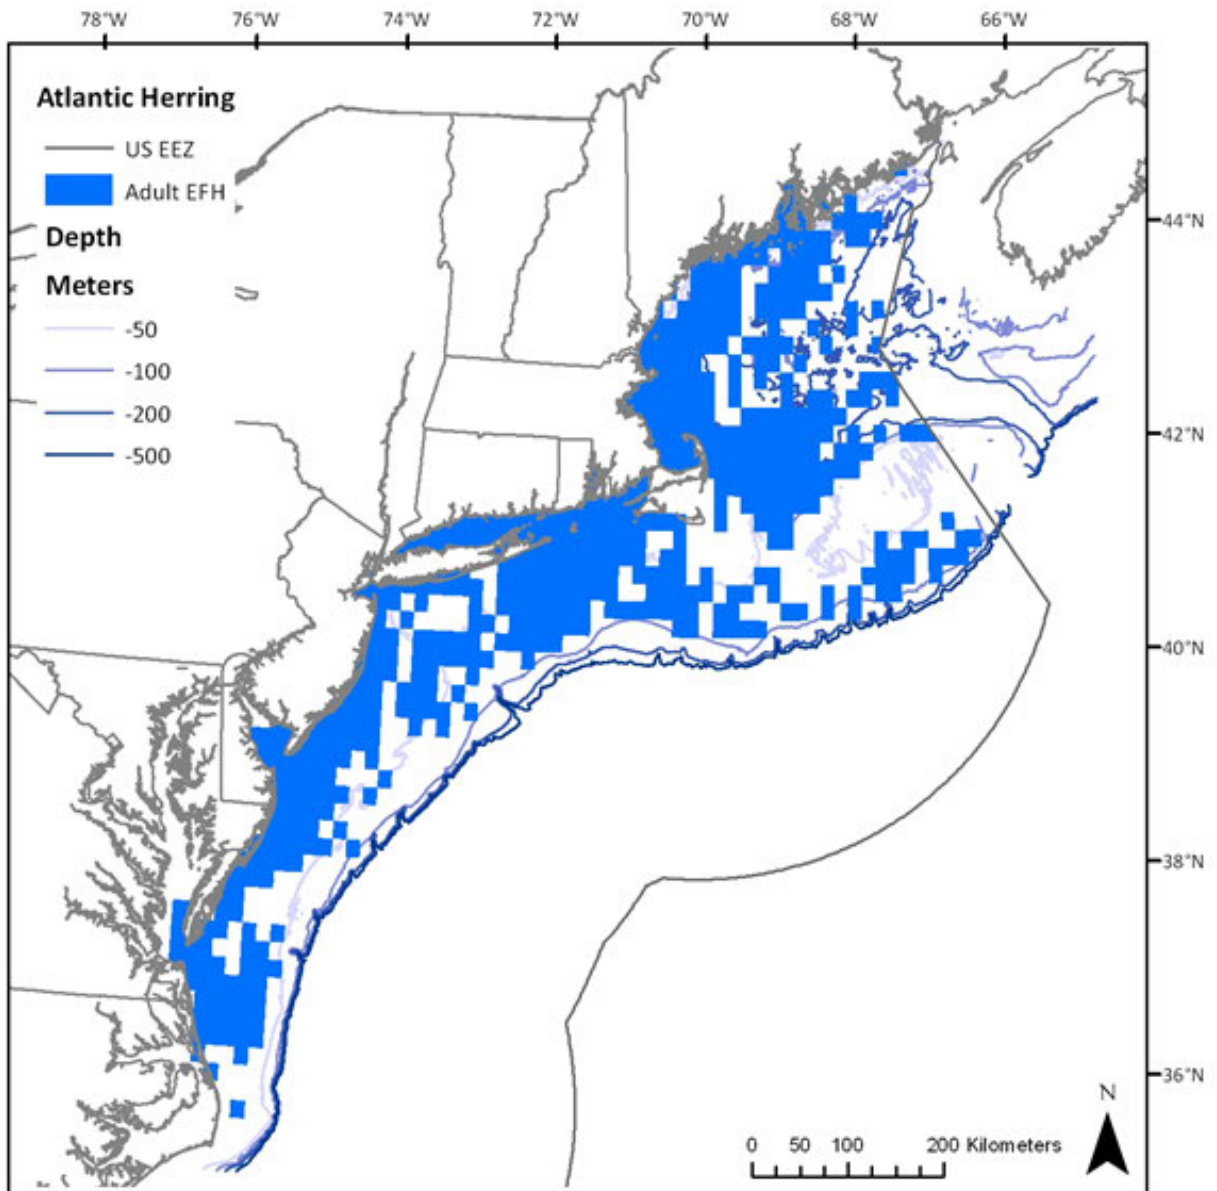 78°W 76°W 74°W 72°W 70°W 68°W 66°W
Atlantic Herring
US EEZ
Adult EFH
Depth
Meters
-50
-100
-200
-500
44°N
42°N
40°N
38°N
36°N
N
0 50 100 200 Kilometers